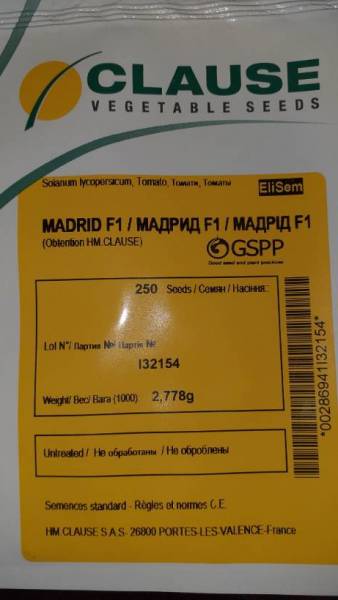 CLAUSE
VEGETABLE SEEDS
Solanum lycopersicum, Tomato, Томати, Томаты
EliSem
MADRID F1 / МАДРИД F1 / МАДРІД F1
(Obtention HM.CLAUSE)
GSPP
Good seed and plant practices
250 Seeds / Семян / Насіння:
Lot N°/ Партия №/ Партія №
I32154
Weight/ Вес/ Вага (1000) 2,778g
*00286941I32154*
Untreated / Не обработаны / Не оброблены
Semences standard - Règles et normes C.E.
HM CLAUSE S.A.S- 26800 PORTES-LES-VALENCE-France